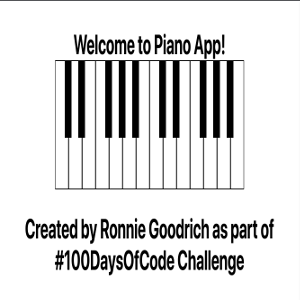 Welcome to Piano App!
Created by Ronnie Goodrich as part of
#100DaysOfCode Challenge